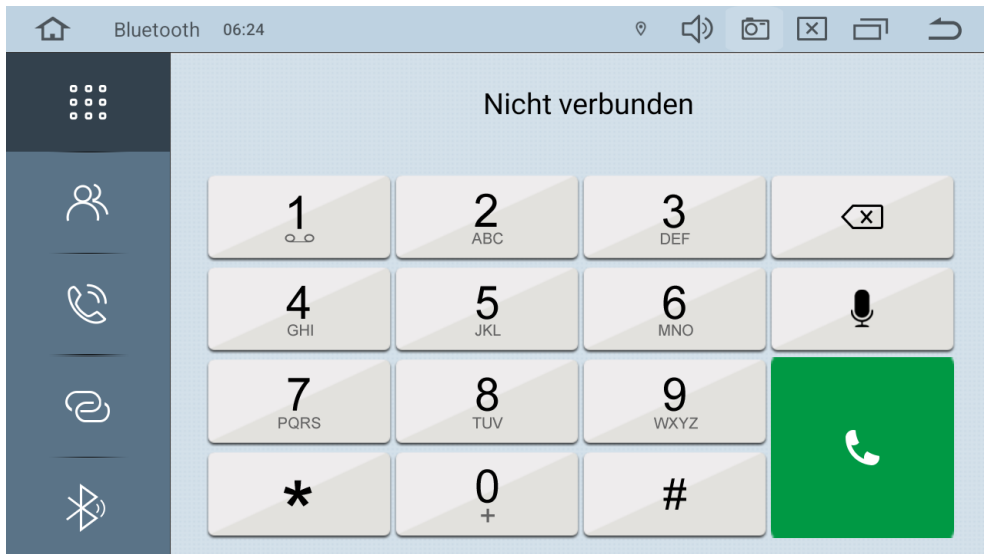 Bluetooth 06:24
Nicht verbunden
1 2 3
ABC DEF
4 5 6
GHI JKL MNO
7 8 9
PQRS TUV WXYZ
* 0 #
+